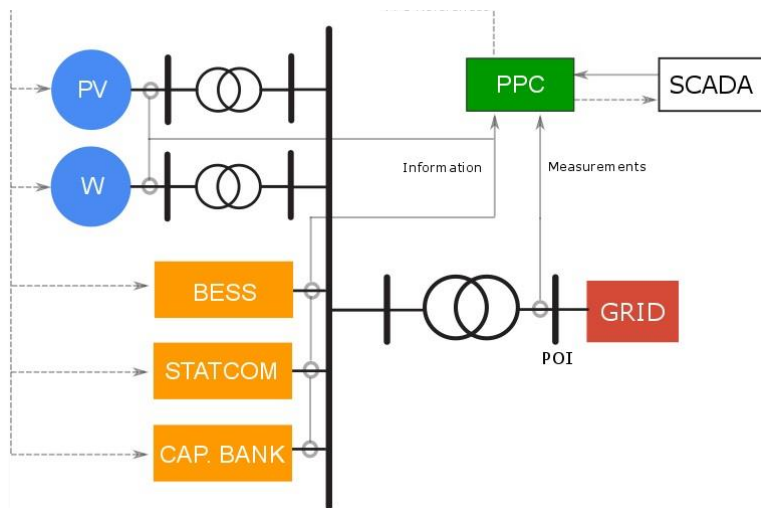 PV
PPC
SCADA
Information
Measurements
W
BESS
GRID
STATCOM
POI
CAP. BANK